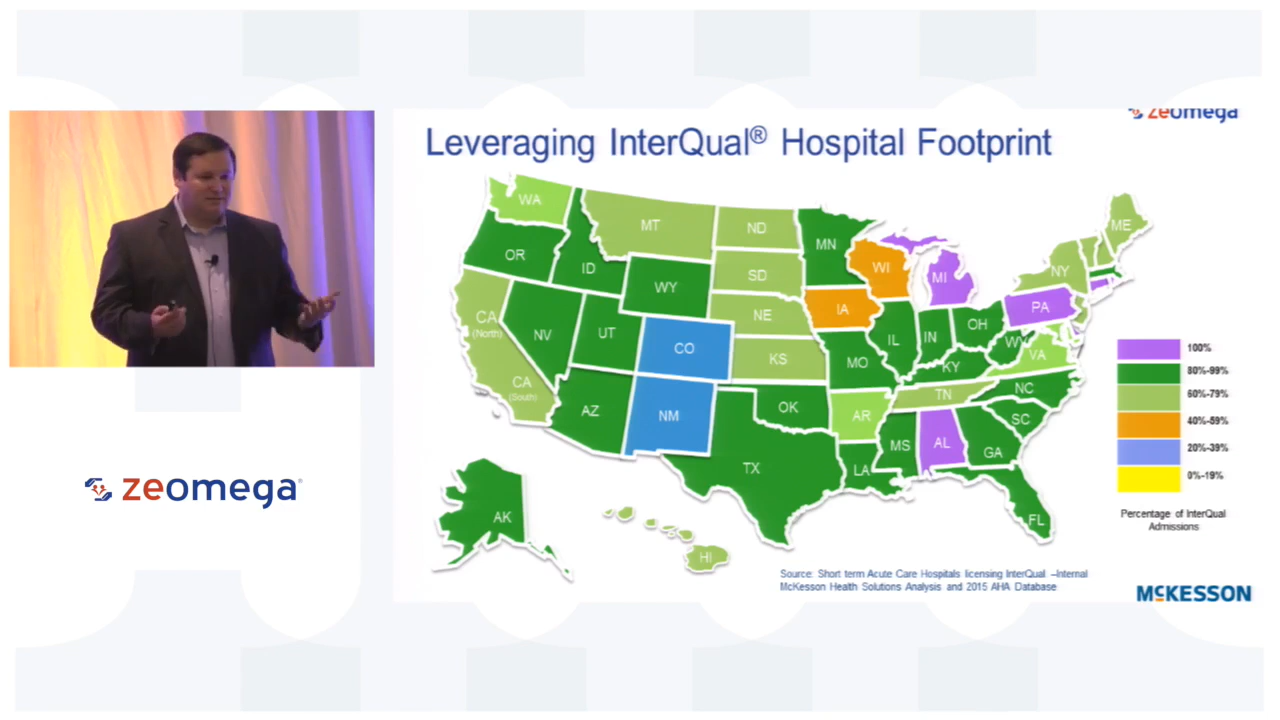 zeomega
Leveraging InterQual® Hospital Footprint
WA
MT
ND
MN
ME
OR
ID
WY
SD
WI
MI
NY
CA
(North)
NV
UT
CO
NE
IA
PA
IL
IN
OH
WV
VA
KS
MO
KY
CA
(South)
AZ
NM
OK
AR
TN
NC
SC
MS
AL
GA
TX
LA
FL
AK
HI
100%
80%-99%
60%-79%
40%-59%
20%-39%
0%-19%
Percentage of InterQual
Admissions
zeomega®
Source: Short term Acute Care Hospitals licensing InterQual –Internal
McKesson Health Solutions Analysis and 2015 AHA Database
MCKESSON